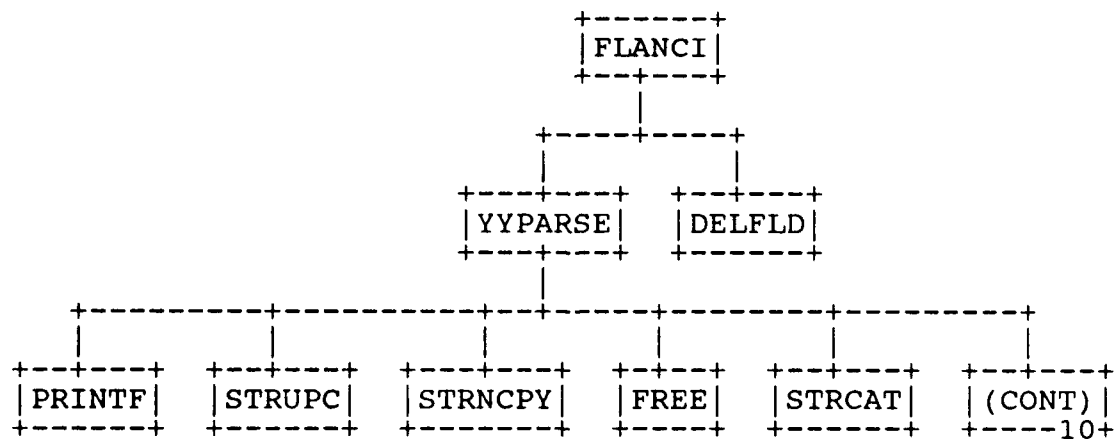 FLANCI
YYPARSE DELFLD
PRINTF STRUPC STRNCPY FREE STRCAT (CONT)
10